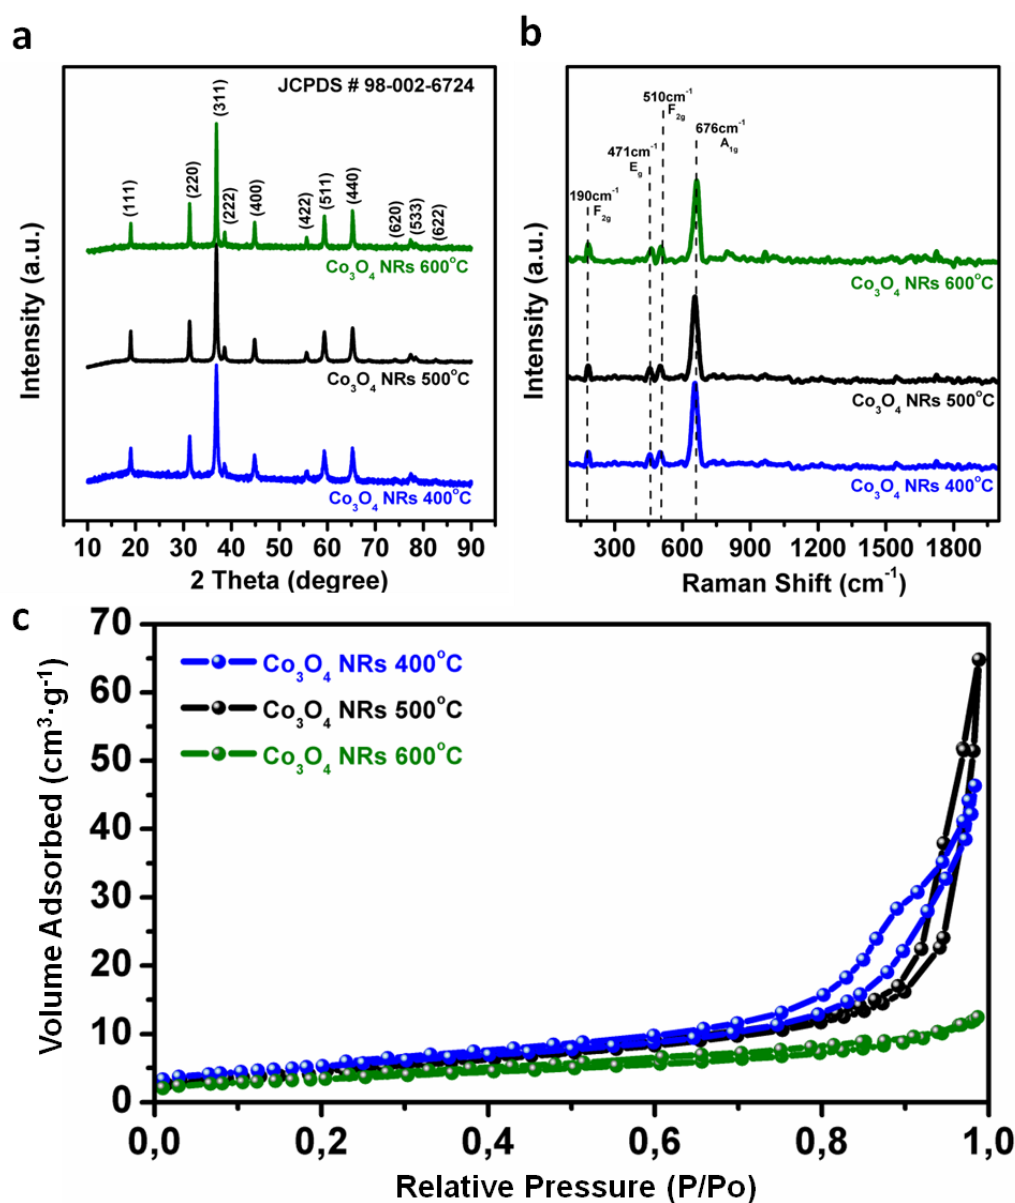 a
JCPDS # 98-002-6724
(111)
(220)
(311)
(222)
(400)
(422)
(511)
(440)
(620)
(533)
(622)
Co₃O₄ NRs 600°C
Co₃O₄ NRs 500°C
Co₃O₄ NRs 400°C
Intensity (a.u.)
10 20 30 40 50 60 70 80 90
2 Theta (degree)
b
190cm⁻¹
F₂g
471cm⁻¹
Eg
510cm⁻¹
F₂g
676cm⁻¹
A₁g
Co₃O₄ NRs 600°C
Co₃O₄ NRs 500°C
Co₃O₄ NRs 400°C
Intensity (a.u.)
300 600 900 1200 1500 1800
Raman Shift (cm⁻¹)
c
Co₃O₄ NRs 400°C
Co₃O₄ NRs 500°C
Co₃O₄ NRs 600°C
Volume Adsorbed (cm³·g⁻¹)
70
60
50
40
30
20
10
0
0,0 0,2 0,4 0,6 0,8 1,0
Relative Pressure (P/Po)